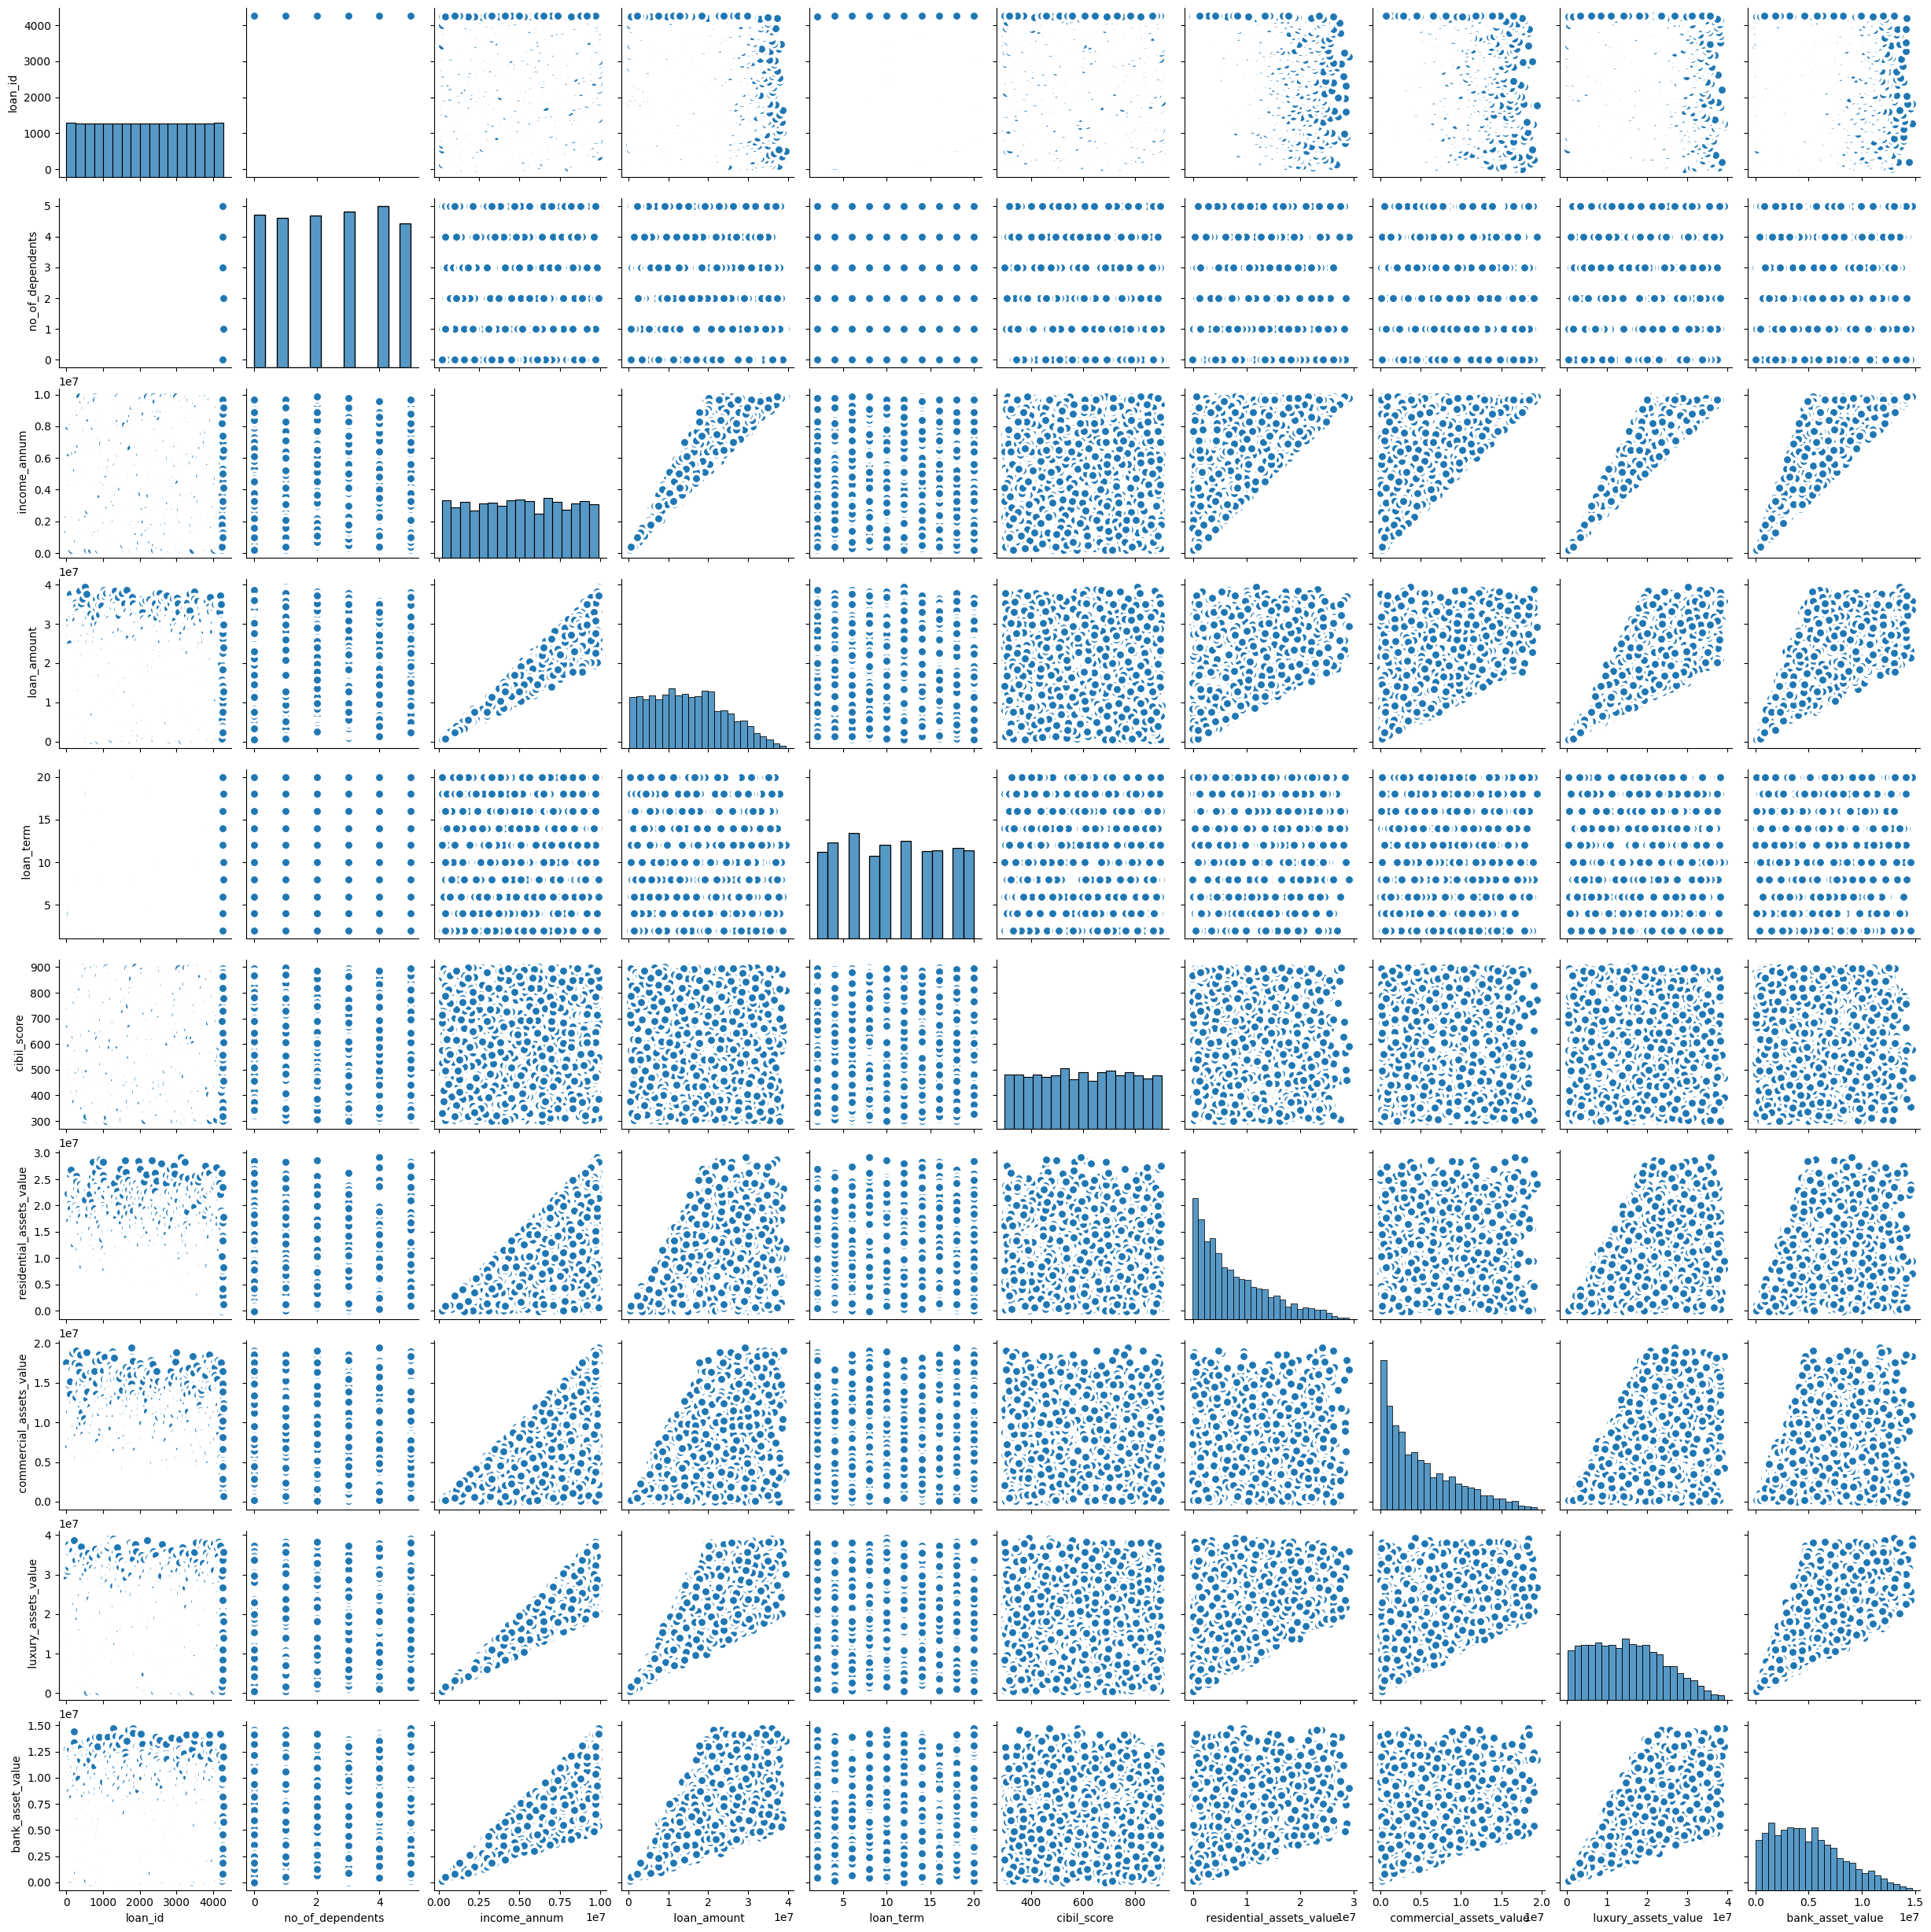 4000
3000
2000
1000
0
loan_id
5
4
3
2
1
0
no_of_dependents
1e7
1.0
0.8
0.6
0.4
0.2
0.0
income_annum
1e7
4
3
2
1
0
loan_amount
20
15
10
5
loan_term
900
800
700
600
500
400
300
cibil_score
1e7
3.0
2.5
2.0
1.5
1.0
0.5
0.0
residential_assets_value
1e7
2.0
1.5
1.0
0.5
0.0
commercial_assets_value
1e7
4
3
2
1
0
luxury_assets_value
1e7
1.50
1.25
1.00
0.75
0.50
0.25
0.00
bank_asset_value
0 1000 2000 3000 4000
loan_id
0 2 4
no_of_dependents
0.00 0.25 0.50 0.75 1.00
income_annum 1e7
0 1 2 3 4
loan_amount 1e7
5 10 15 20
loan_term
400 600 800
cibil_score
0 1 2 3
residential_assets_value 1e7
0.0 0.5 1.0 1.5 2.0
commercial_assets_value 1e7
0 1 2 3 4
luxury_assets_value 1e7
0.0 0.5 1.0 1.5
bank_asset_value 1e7